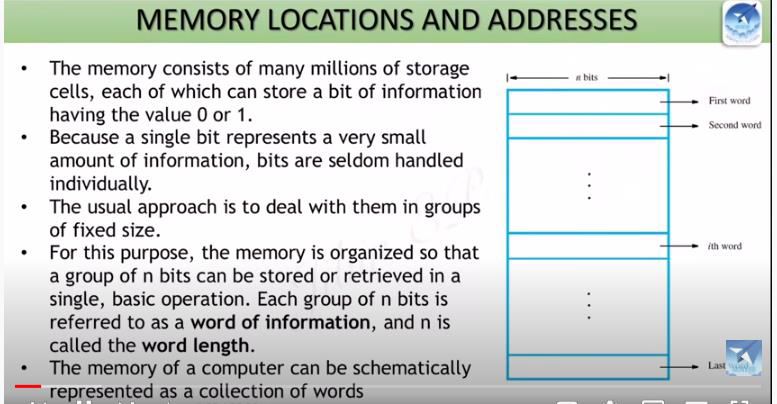 MEMORY LOCATIONS AND ADDRESSES
• The memory consists of many millions of storage
cells, each of which can store a bit of information
having the value 0 or 1.
• Because a single bit represents a very small
amount of information, bits are seldom handled
individually.
• The usual approach is to deal with them in groups
of fixed size.
• For this purpose, the memory is organized so that
a group of n bits can be stored or retrieved in a
single, basic operation. Each group of n bits is
referred to as a word of information, and n is
called the word length.
• The memory of a computer can be schematically
represented as a collection of words
n bits
First word
Second word
ith word
Last